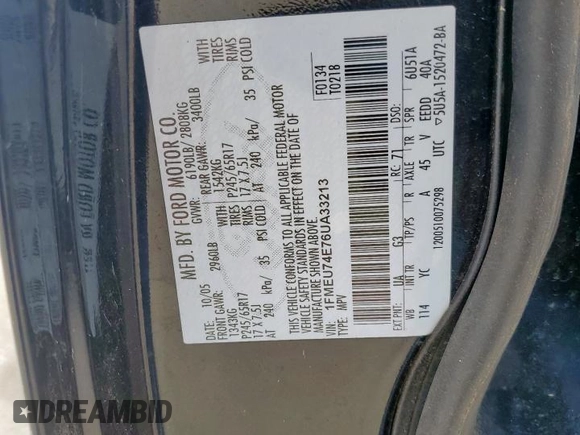 MFD. BY FORD MOTOR CO.
DATE: 10/05 GVWR: 6190LB/ 2808KG
FRONT GAWR: 2960LB REAR GAWR: 3400LB
1343KG 1542KG WITH
P245/65R17 TIRES P245/65R17 TIRES
17 X 7.5J RIMS 17 X 7.5J RIMS
AT 240 kPa/ 35 PSI COLD AT 240 kPa/ 35 PSI COLD
THIS VEHICLE CONFORMS TO ALL APPLICABLE FEDERAL MOTOR
VEHICLE SAFETY STANDARDS IN EFFECT ON THE DATE OF
MANUFACTURE SHOWN ABOVE.
VIN: 1FMEU74E76UA33213
TYPE: MPV
F0134
T0218
EXT PNT: UA G3 RC: 71 DSO:
WB TP/PS R AXLE TR SPR 6U51A
114 YC A 45 V EEDD 40A
1200510075298 UTC ▽5U5A-1520472-BA
DREAMBID